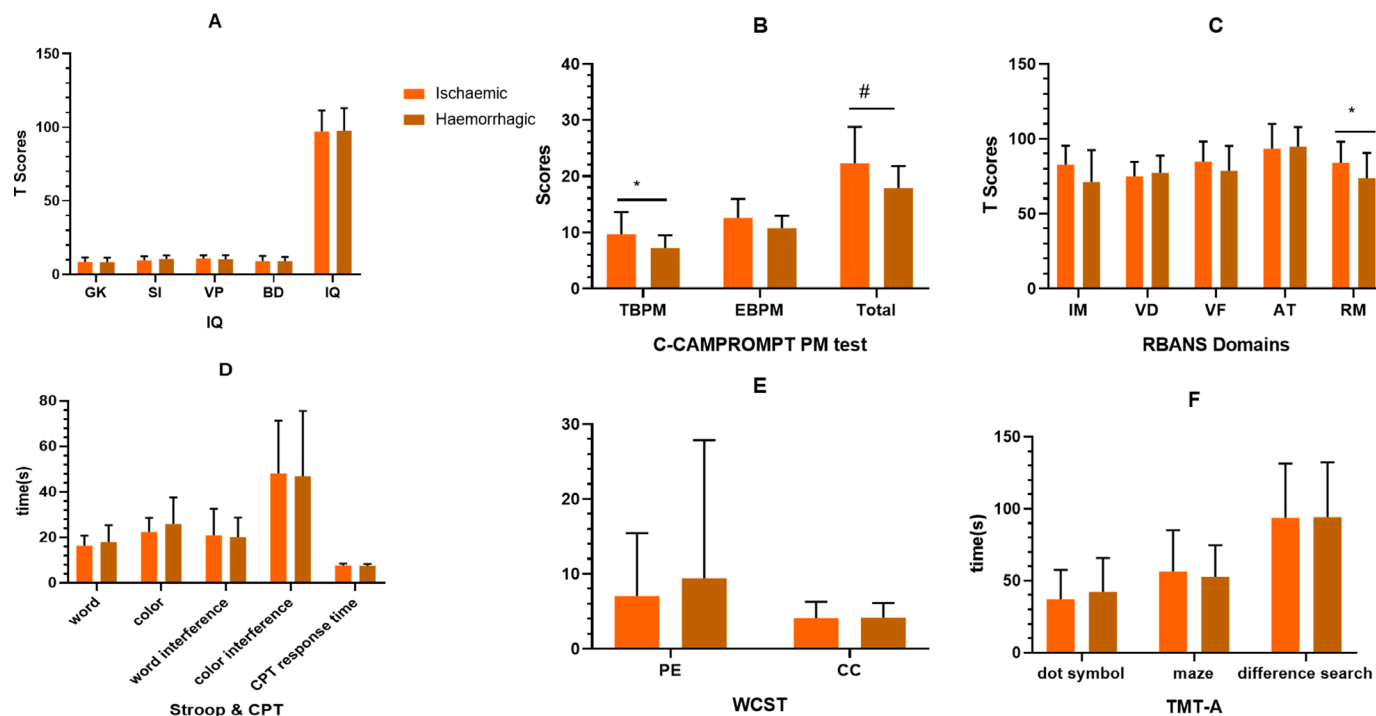 A
T Scores
150
100
50
0
GK SI VP BD IQ
IQ
Ischaemic
Haemorrhagic
B
Scores
40
30
20
10
0
*
#
TBPM EBPM Total
C-CAMPROMPT PM test
C
T Scores
150
100
50
0
*
IM VD VF AT RM
RBANS Domains
D
time(s)
80
60
40
20
0
word color word interference color interference CPT response time
Stroop & CPT
E
30
20
10
0
PE CC
WCST
F
time(s)
150
100
50
0
dot symbol maze difference search
TMT-A